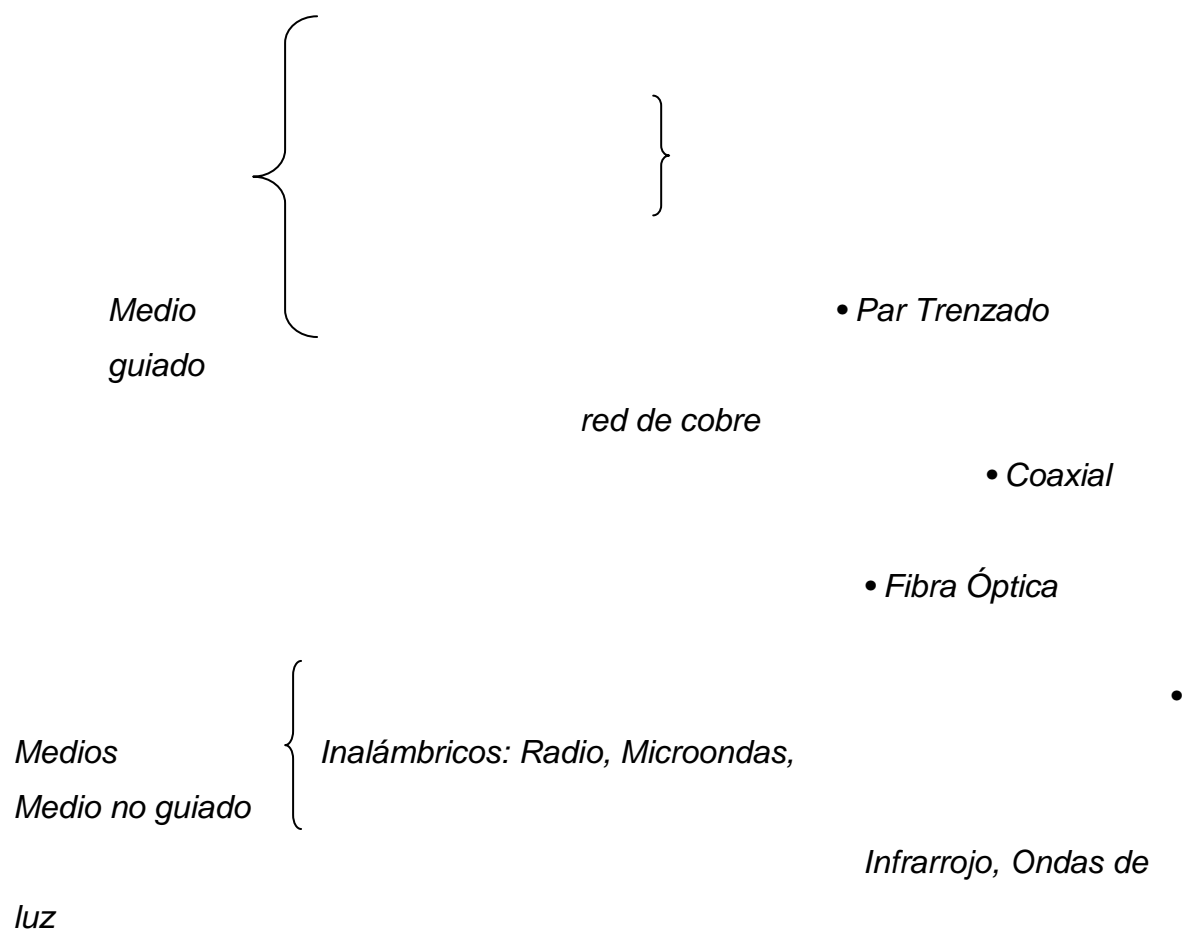 Medio • Par Trenzado
guiado
red de cobre
• Coaxial
• Fibra Óptica
•
Medios Inalámbricos: Radio, Microondas,
Medio no guiado
Infrarrojo, Ondas de
luz